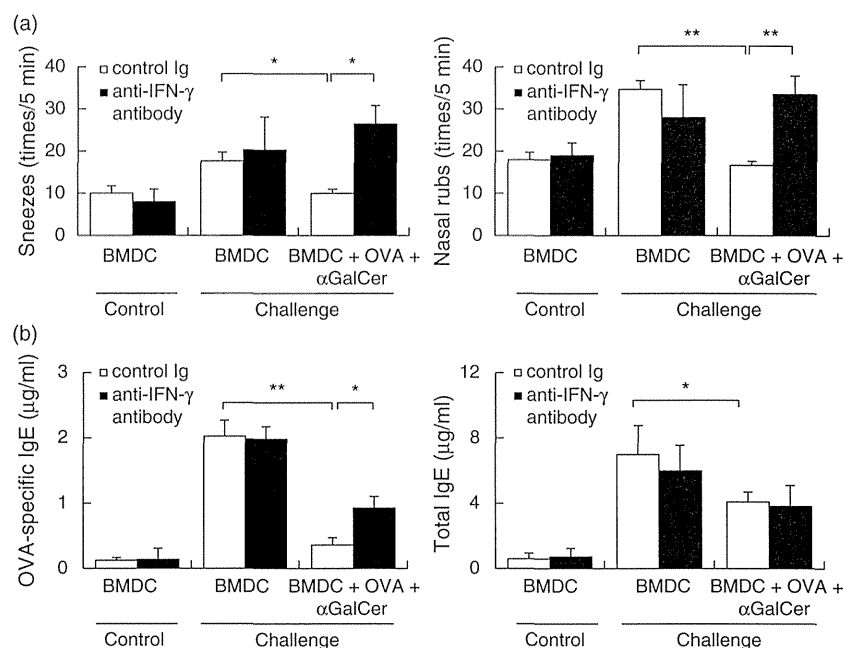 (a)
Sneezes (times/5 min)
40
30
20
10
0
control Ig
anti-IFN-γ
antibody
*
*
BMDC
BMDC
BMDC + OVA +
αGalCer
Control
Challenge
Nasal rubs (times/5 min)
40
30
20
10
0
control Ig
anti-IFN-γ
antibody
**
**
BMDC
BMDC
BMDC + OVA +
αGalCer
Control
Challenge
(b)
OVA-specific IgE (μg/ml)
3
2
1
0
control Ig
anti-IFN-γ
antibody
**
*
BMDC
BMDC
BMDC + OVA +
αGalCer
Control
Challenge
Total IgE (μg/ml)
12
8
4
0
control Ig
anti-IFN-γ
antibody
*
BMDC
BMDC
BMDC + OVA +
αGalCer
Control
Challenge